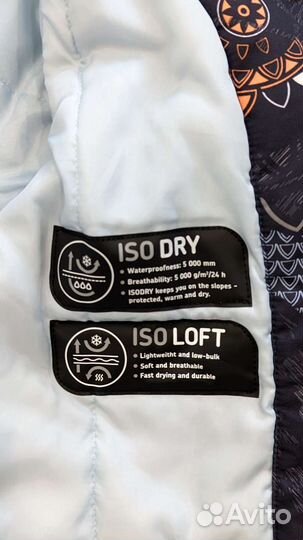 ISO DRY
• Waterproofness: 5 000 mm
• Breathability: 5 000 g/m²/24 h
ISODRY keeps you on the slopes -
protected, warm and dry.
ISO LOFT
• Lightweitht and low-bulk
• Soft and breathable
• Fast drying and durable
Avito